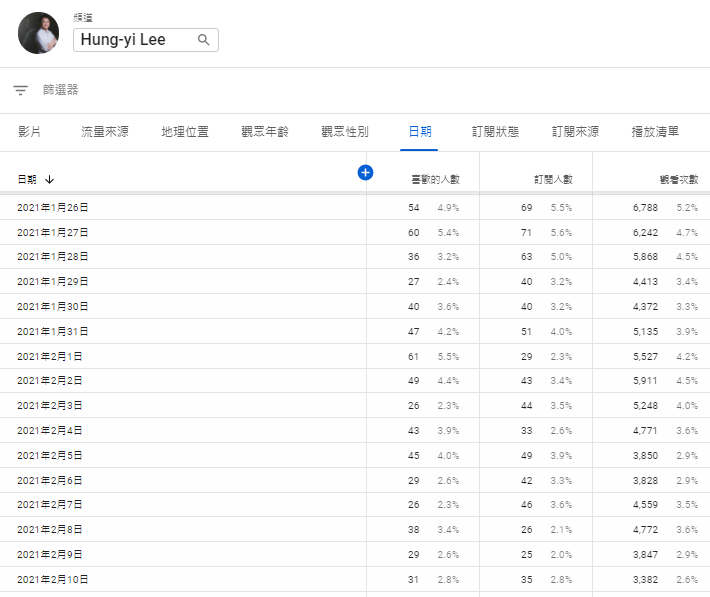 頻道
Hung-yi Lee
篩選器
影片 流量來源 地理位置 觀眾年齡 觀眾性別 日期 訂閱狀態 訂閱來源 播放清單
日期 ↓ 喜歡的人數 訂閱人數 觀看次數
2021年1月26日 54 4.9% 69 5.5% 6,788 5.2%
2021年1月27日 60 5.4% 71 5.6% 6,242 4.7%
2021年1月28日 36 3.2% 63 5.0% 5,868 4.5%
2021年1月29日 27 2.4% 40 3.2% 4,413 3.4%
2021年1月30日 40 3.6% 40 3.2% 4,372 3.3%
2021年1月31日 47 4.2% 51 4.0% 5,135 3.9%
2021年2月1日 61 5.5% 29 2.3% 5,527 4.2%
2021年2月2日 49 4.4% 43 3.4% 5,911 4.5%
2021年2月3日 26 2.3% 44 3.5% 5,248 4.0%
2021年2月4日 43 3.9% 33 2.6% 4,771 3.6%
2021年2月5日 45 4.0% 49 3.9% 3,850 2.9%
2021年2月6日 29 2.6% 42 3.3% 3,828 2.9%
2021年2月7日 26 2.3% 46 3.6% 4,559 3.5%
2021年2月8日 38 3.4% 26 2.1% 4,772 3.6%
2021年2月9日 29 2.6% 25 2.0% 3,847 2.9%
2021年2月10日 31 2.8% 35 2.8% 3,382 2.6%